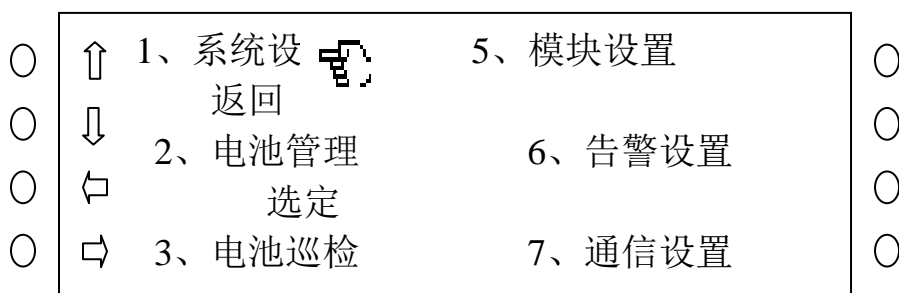 1、系统设 5、模块设置
返回
2、电池管理 6、告警设置
选定
3、电池巡检 7、通信设置